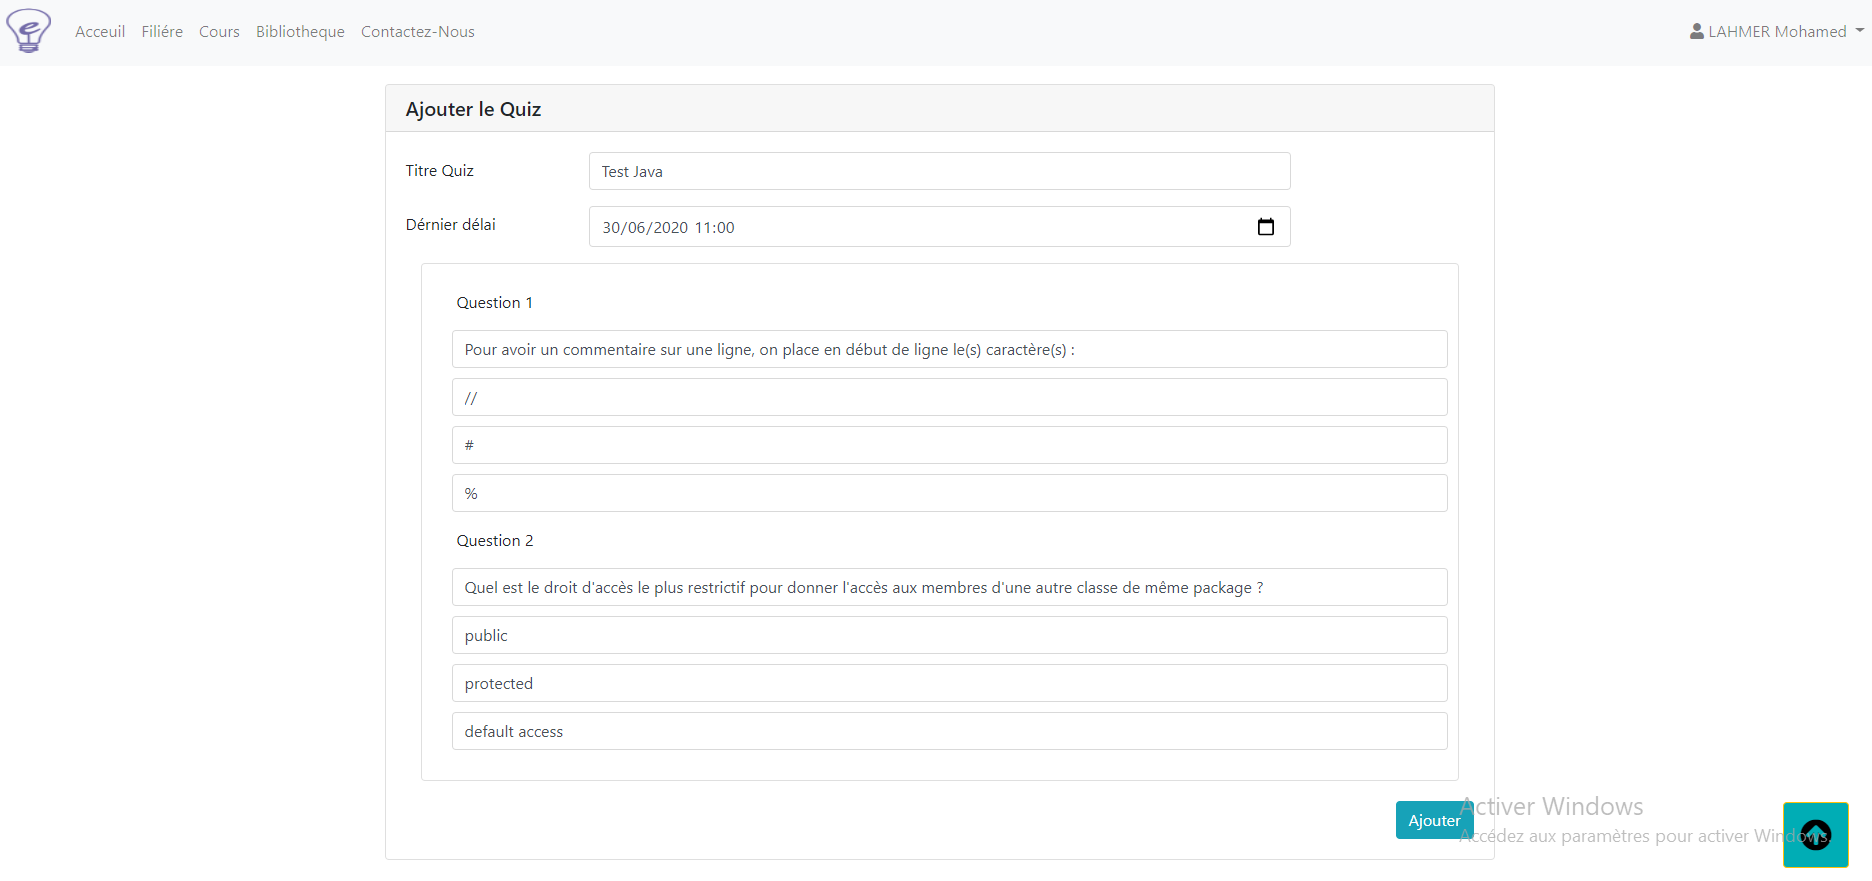 Acceuil Filiére Cours Bibliotheque Contactez-Nous LAHMER Mohamed
Ajouter le Quiz
Titre Quiz Test Java
Dérnier délai 30/06/2020 11:00
Question 1
Pour avoir un commentaire sur une ligne, on place en début de ligne le(s) caractère(s) :
//
#
%
Question 2
Quel est le droit d'accès le plus restrictif pour donner l'accès aux membres d'une autre classe de même package ?
public
protected
default access
Ajouter
Activer Windows
Accédez aux paramètres pour activer Windows.